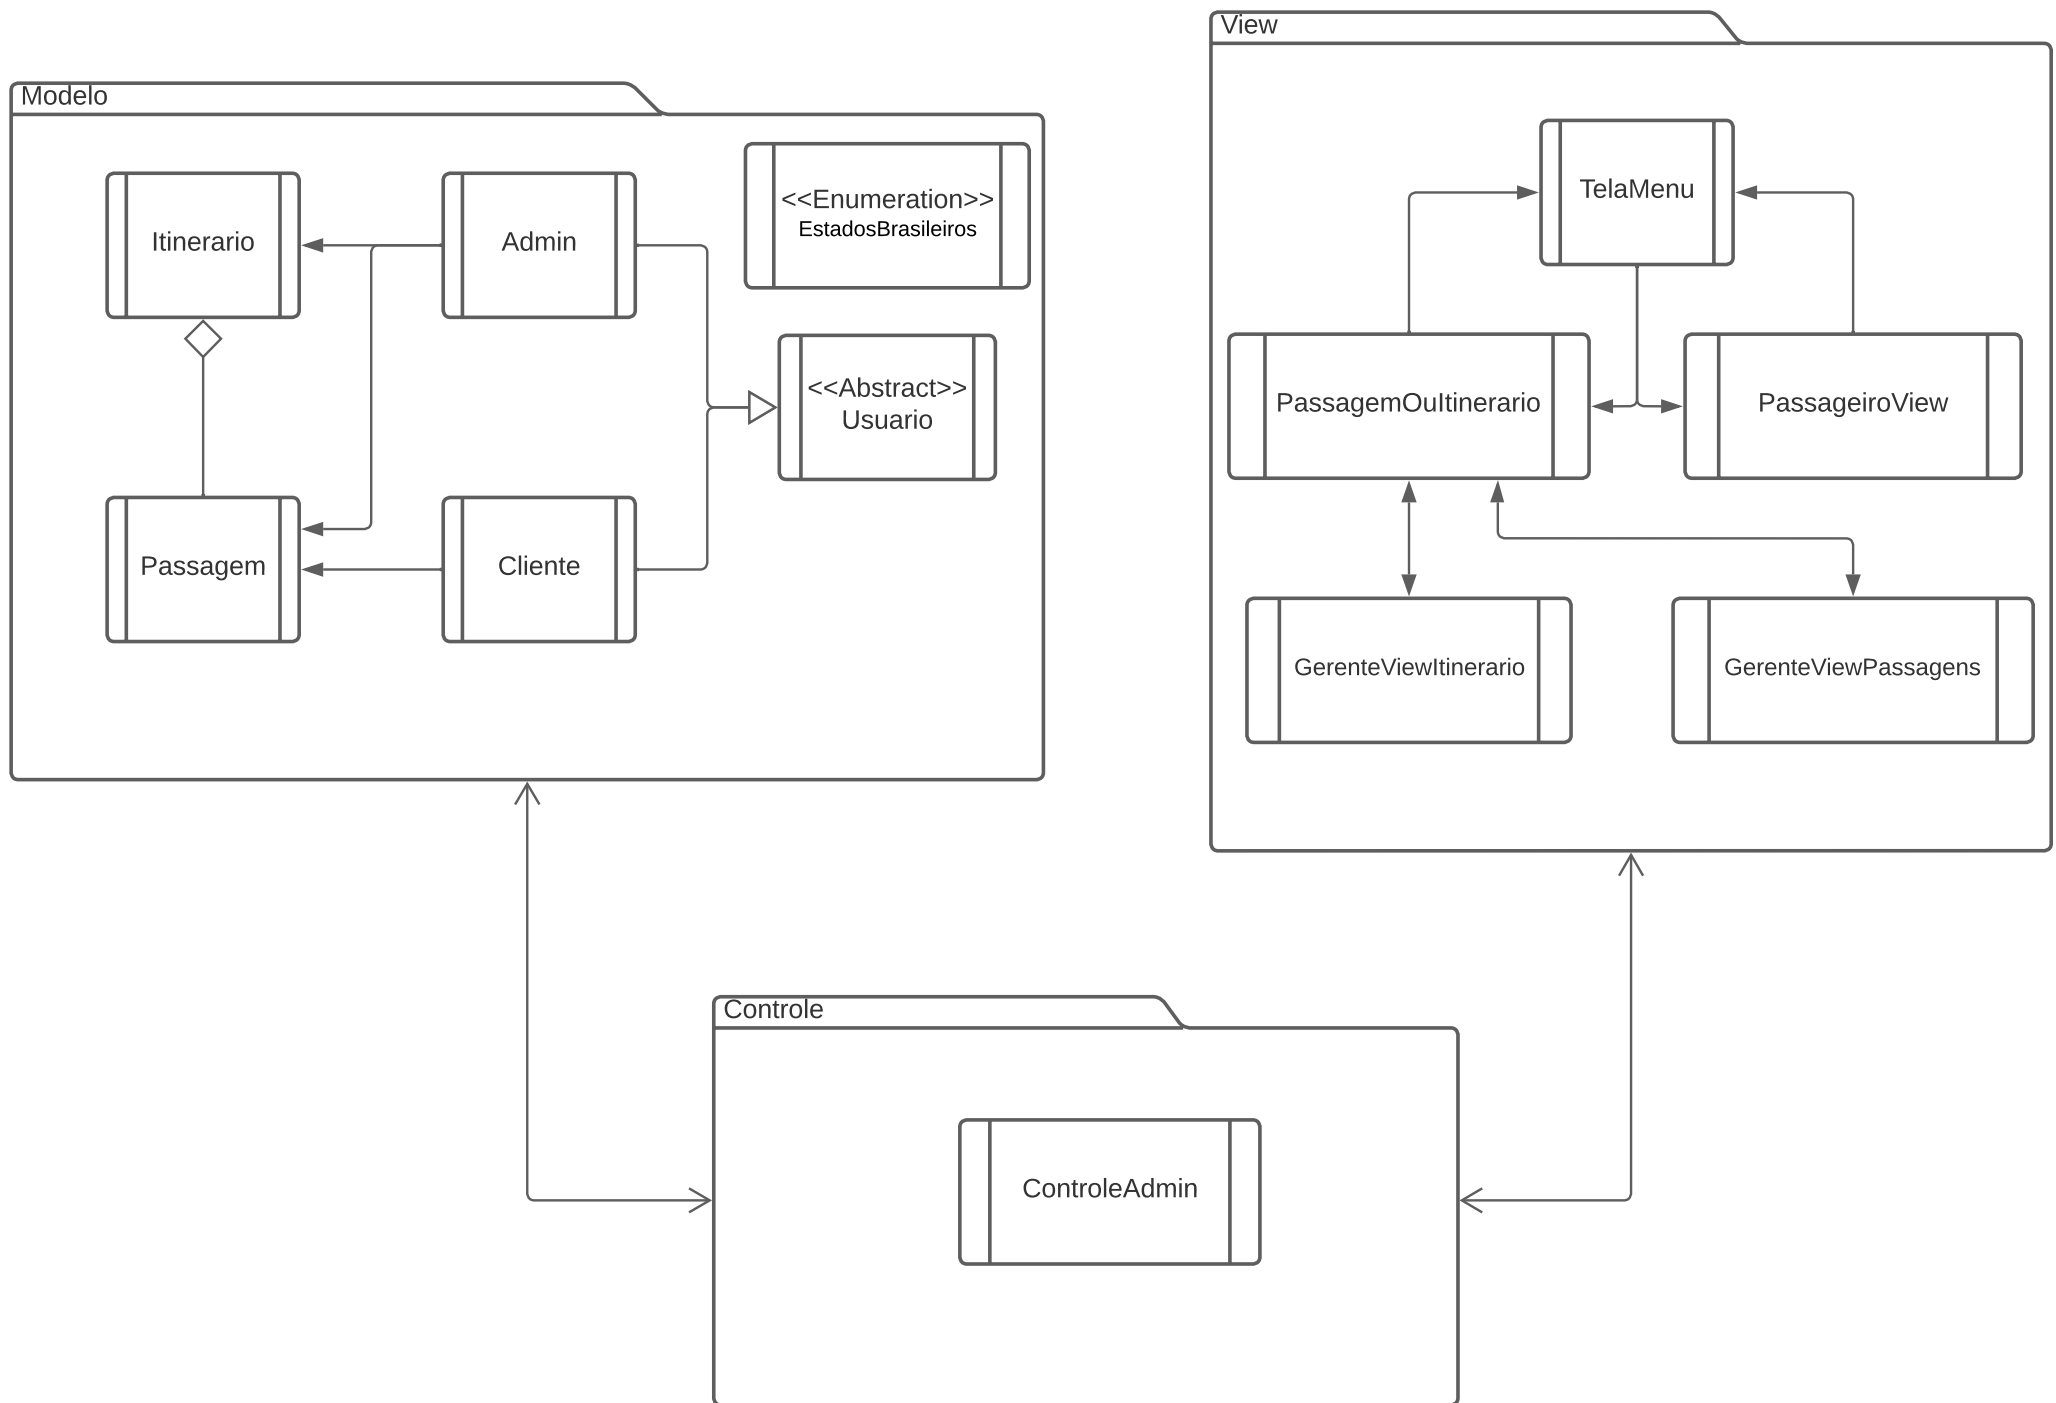 Modelo
Itinerario
Admin
<<Enumeration>>
EstadosBrasileiros
<<Abstract>>
Usuario
Passagem
Cliente
View
TelaMenu
PassagemOuItinerario
PassageiroView
GerenteViewItinerario
GerenteViewPassagens
Controle
ControleAdmin